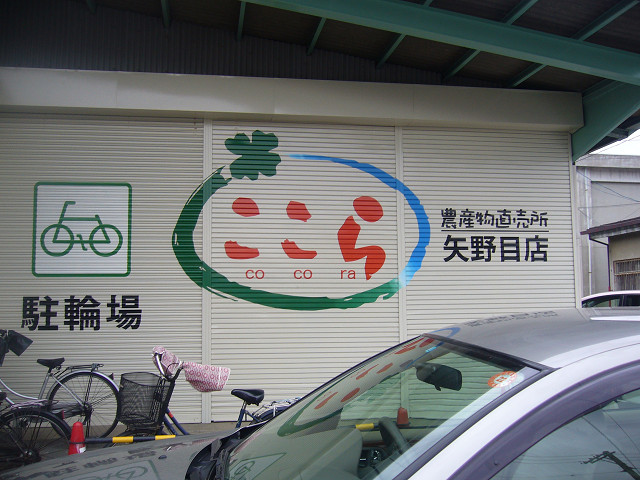 ここら
co co ra
農産物直売所
矢野目店
駐輪場